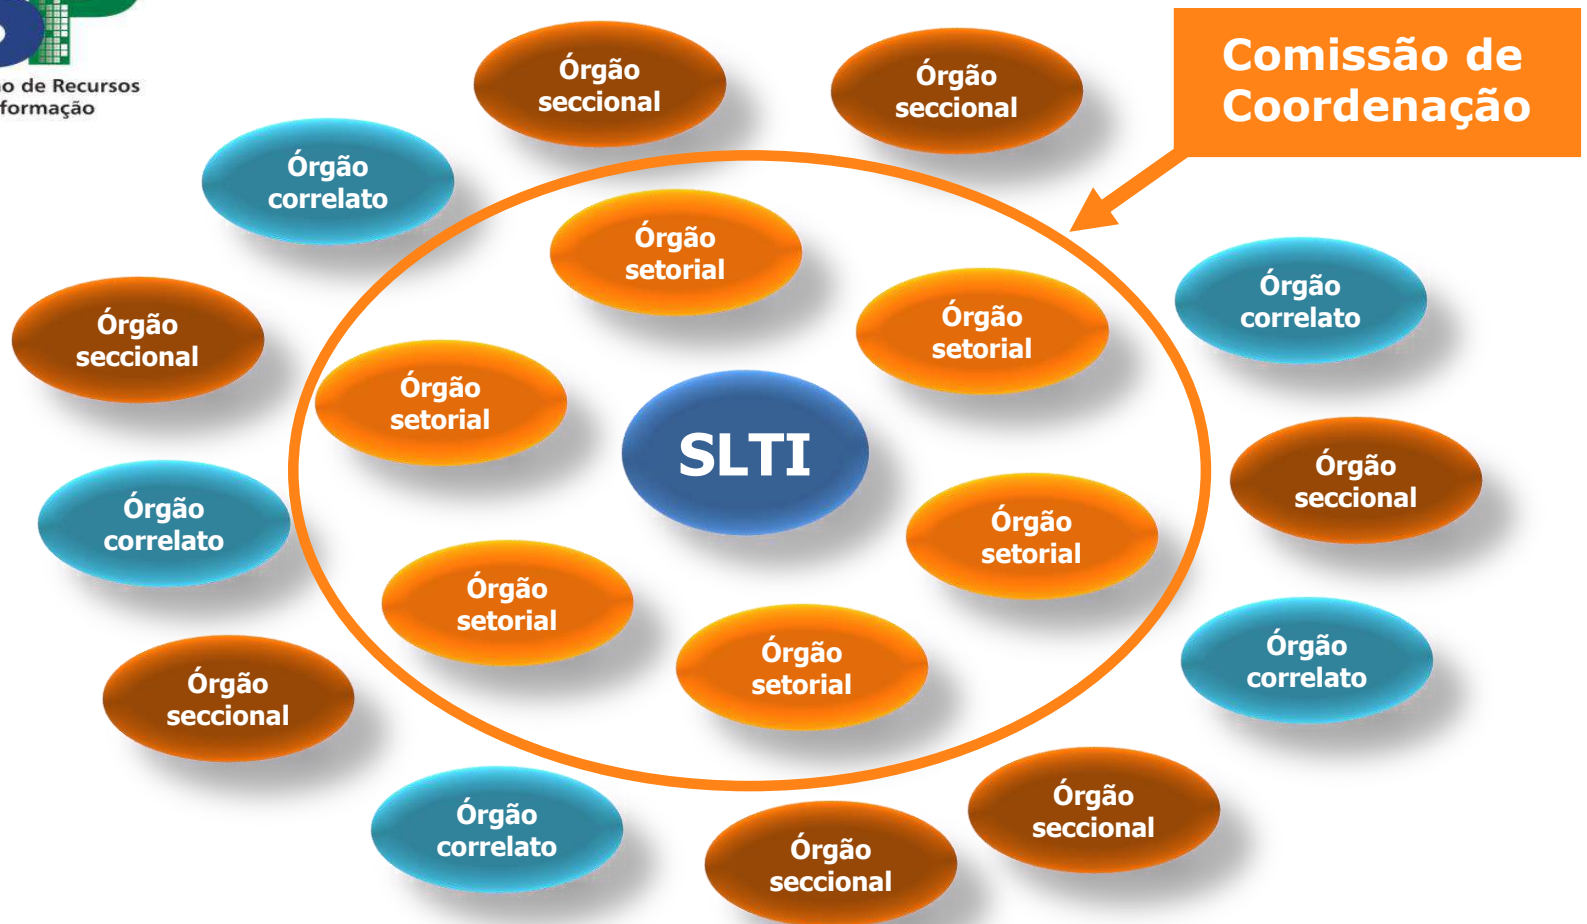 SP
o de Recursos
formação
Comissão de
Coordenação
Órgão
seccional
Órgão
seccional
Órgão
correlato
Órgão
setorial
Órgão
correlato
Órgão
setorial
Órgão
seccional
Órgão
setorial
SLTI
Órgão
seccional
Órgão
correlato
Órgão
setorial
Órgão
setorial
Órgão
correlato
Órgão
setorial
Órgão
seccional
Órgão
seccional
Órgão
correlato
Órgão
seccional